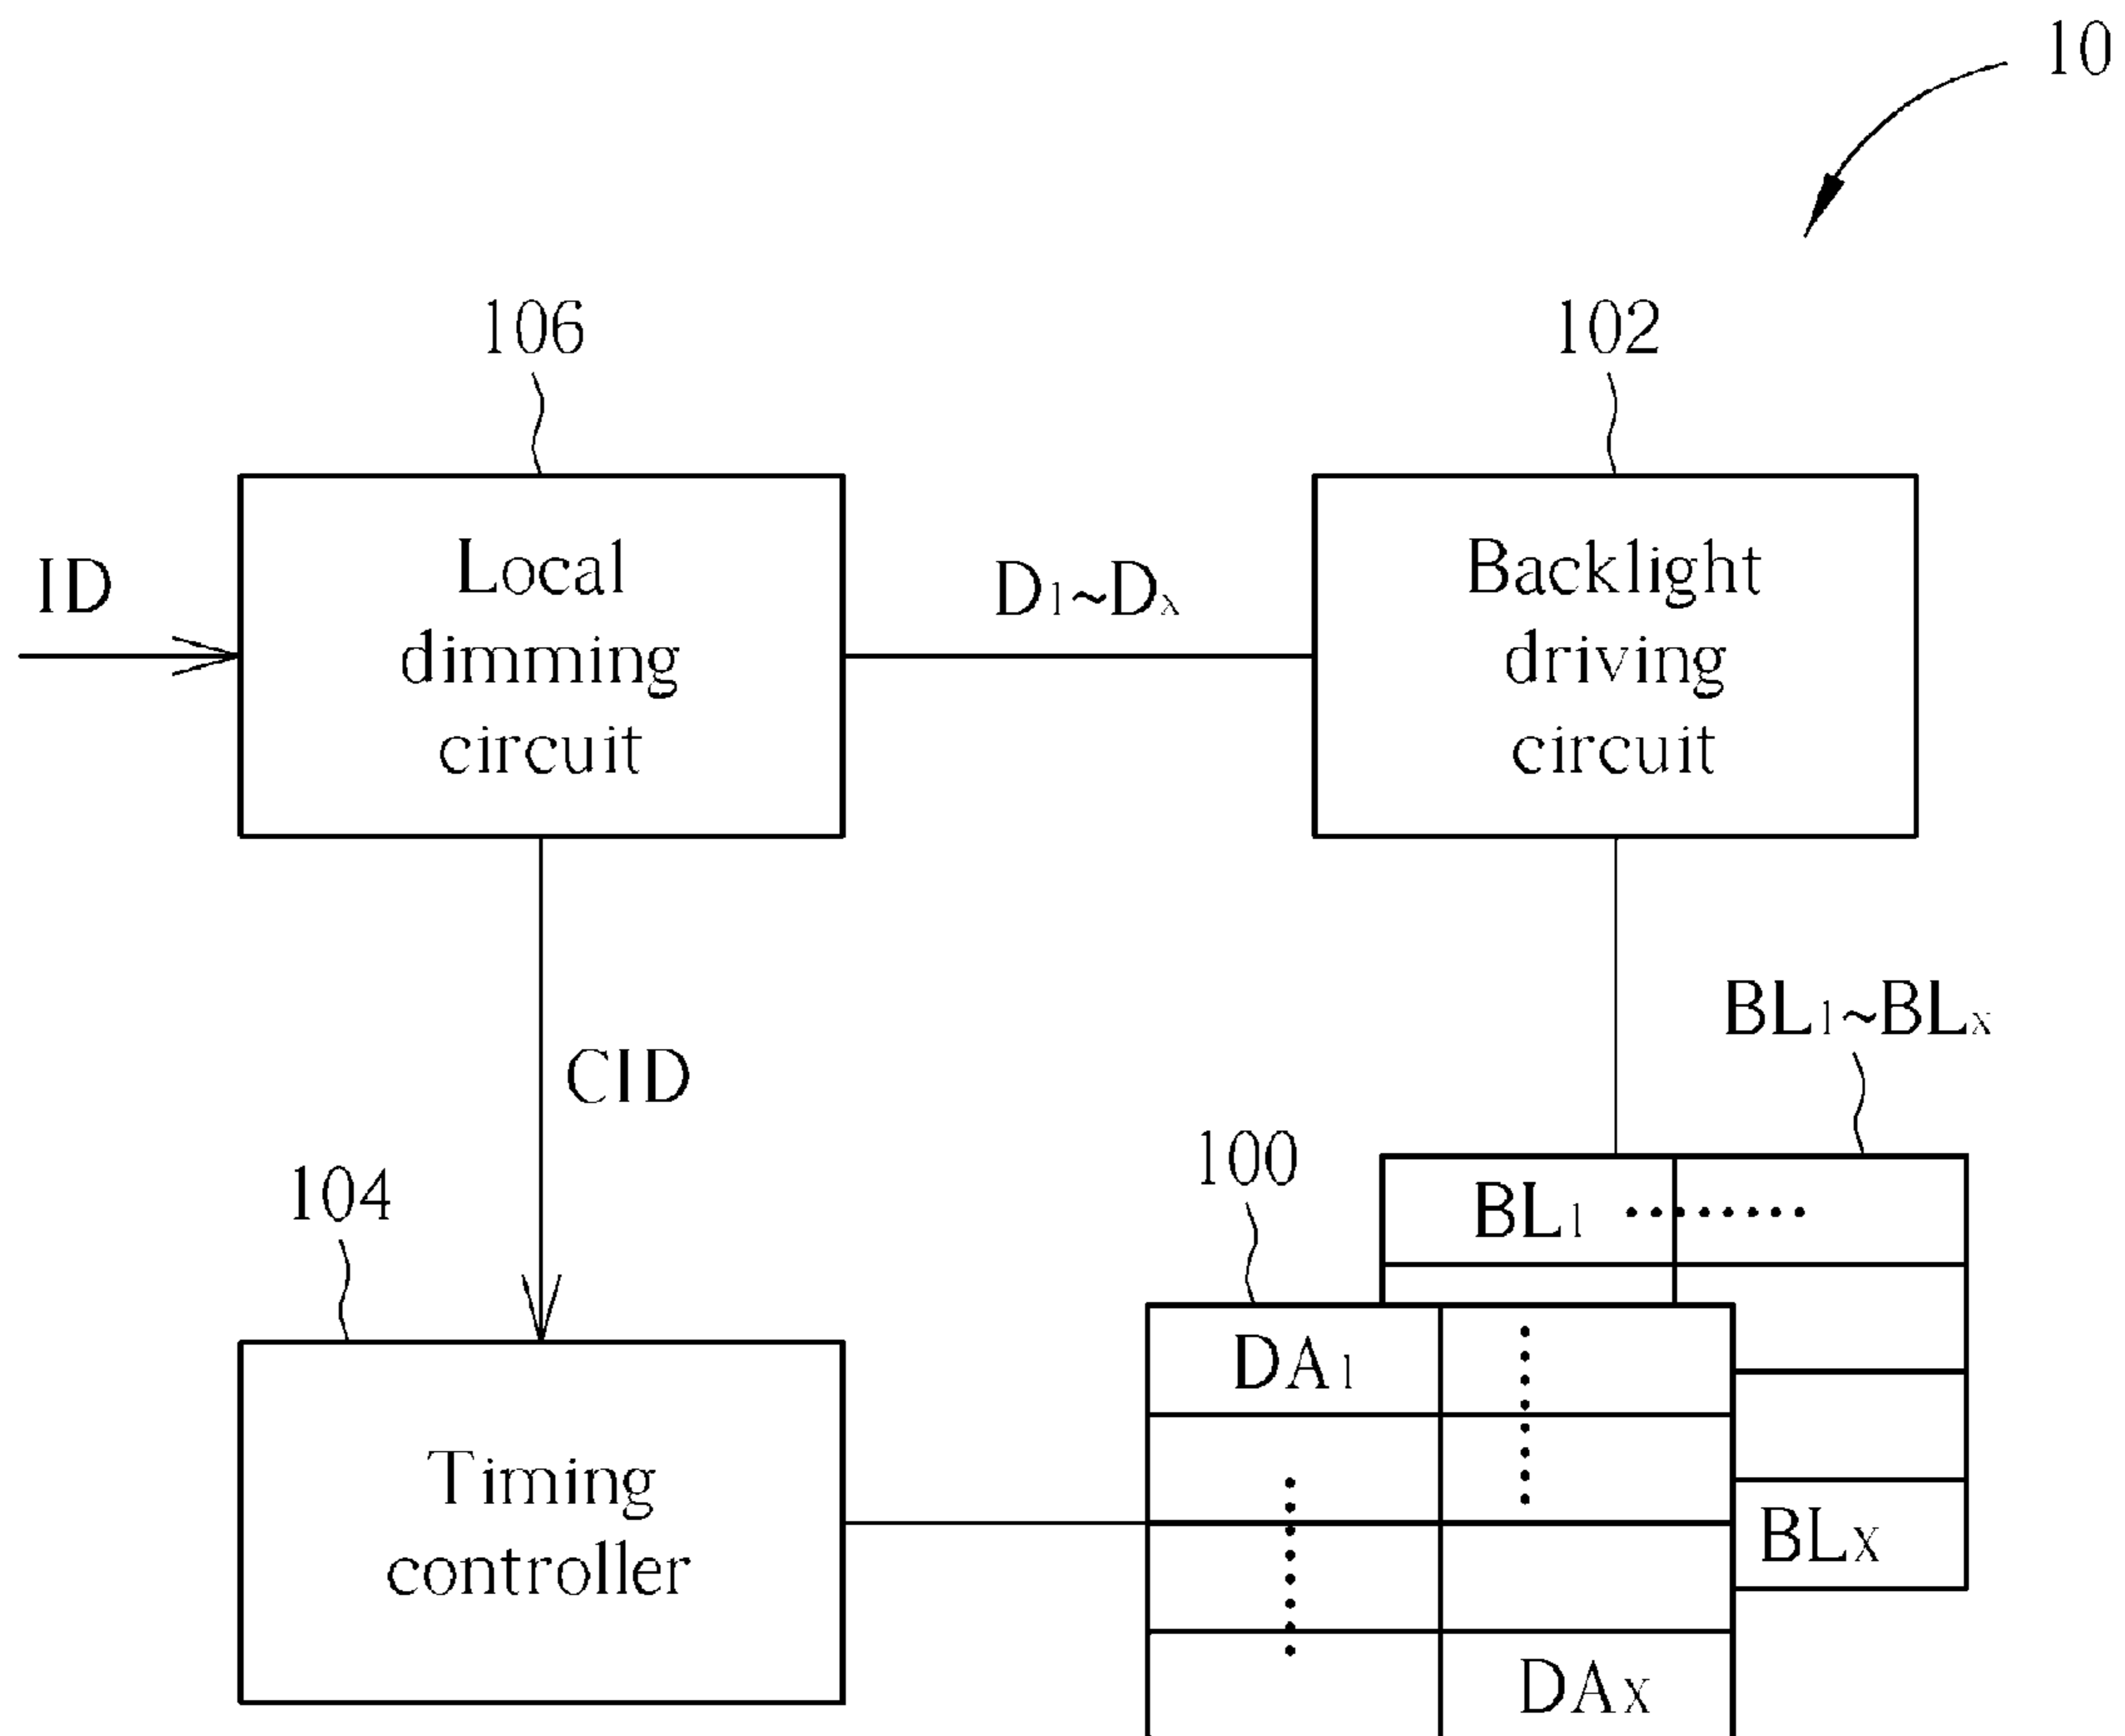 10
106
102
ID
Local
dimming
circuit
D1~Dx
Backlight
driving
circuit
CID
BL1~BLx
100
104
BL1
DA1
Timing
controller
BLX
DAX